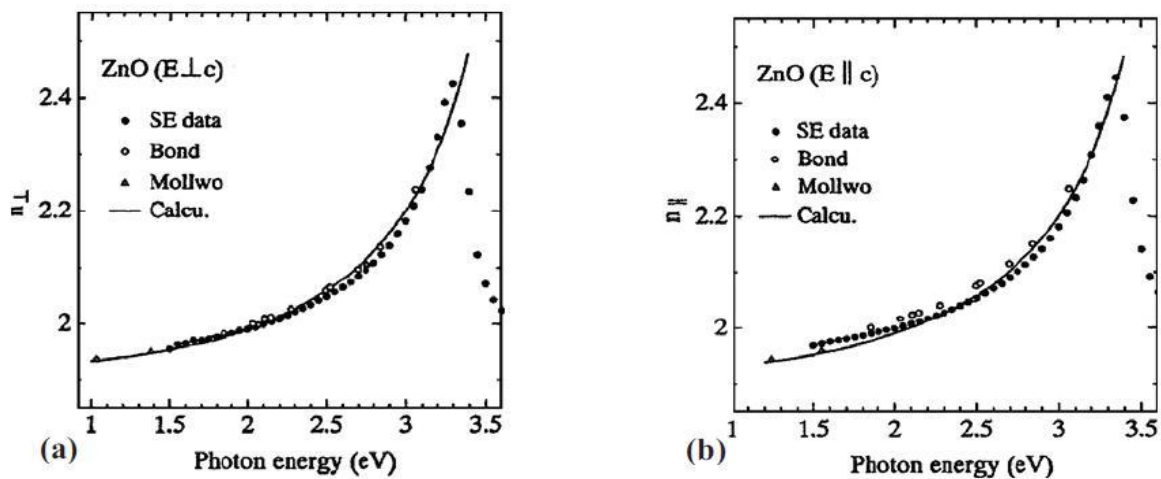 ZnO (E⊥c)
SE data
Bond
Mollwo
Calcu.
n⊥
2.4
2.2
2
1 1.5 2 2.5 3 3.5
Photon energy (eV)
(a)
ZnO (E ∥ c)
SE data
Bond
Mollwo
Calcu.
n∥
2.4
2.2
2
1 1.5 2 2.5 3 3.5
Photon energy (eV)
(b)